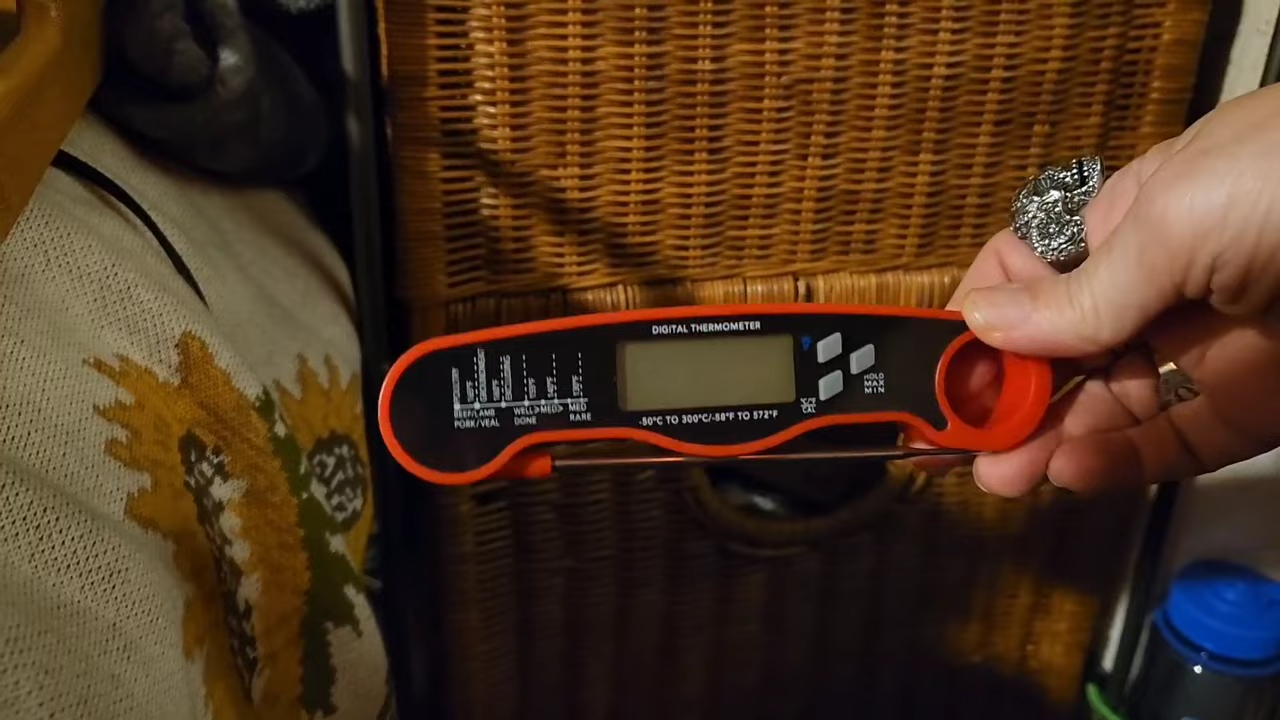 DIGITAL THERMOMETER
HOLD
MAX
MIN
°C/°F
CAL
-50°C TO 300°C/-58°F TO 572°F
BEEF/LAMB
PORK/VEAL
WELL>MED>
DONE
MED
RARE